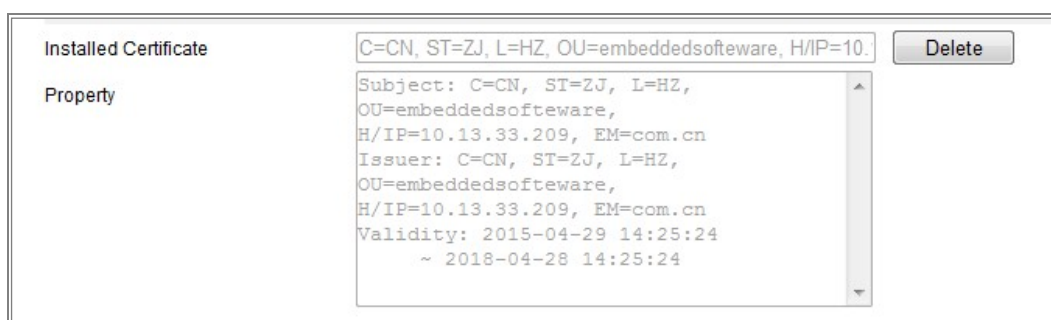 Installed Certificate
C=CN, ST=ZJ, L=HZ, OU=embeddedsofteware, H/IP=10.
Delete
Property
Subject: C=CN, ST=ZJ, L=HZ,
OU=embeddedsofteware,
H/IP=10.13.33.209, EM=com.cn
Issuer: C=CN, ST=ZJ, L=HZ,
OU=embeddedsofteware,
H/IP=10.13.33.209, EM=com.cn
Validity: 2015-04-29 14:25:24
~ 2018-04-28 14:25:24